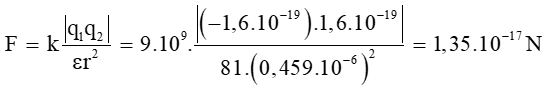 F = k |q₁q₂| / εr² = 9.10⁹. |(−1,6.10⁻¹⁹).1,6.10⁻¹⁹| / 81.(0,459.10⁻⁶)² = 1,35.10⁻¹⁷ N